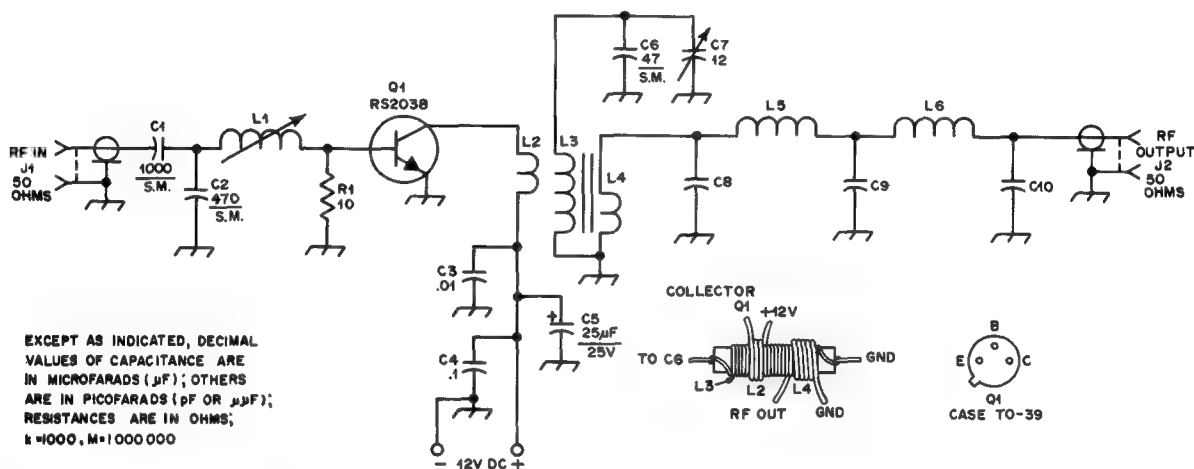 C6
47
S.M.
C7
12
Q1
RS2038
C1
1000
S.M.
L1
L2
L3
L4
L5
L6
RF IN
J1
50
OHMS
C2
470
S.M.
R1
10
C8
C9
C10
RF
OUTPUT
J2
50
OHMS
C3
.01
C4
.1
+
C5
25µF
25V
- 12V DC +
EXCEPT AS INDICATED, DECIMAL
VALUES OF CAPACITANCE ARE
IN MICROFARADS (µF); OTHERS
ARE IN PICOFARADS (pF OR µµF);
RESISTANCES ARE IN OHMS;
k=1000, M=1000000
COLLECTOR
Q1
+12V
TO C6
GND
L3
L2
L4
RF OUT
GND
B
E
C
Q1
CASE TO-39